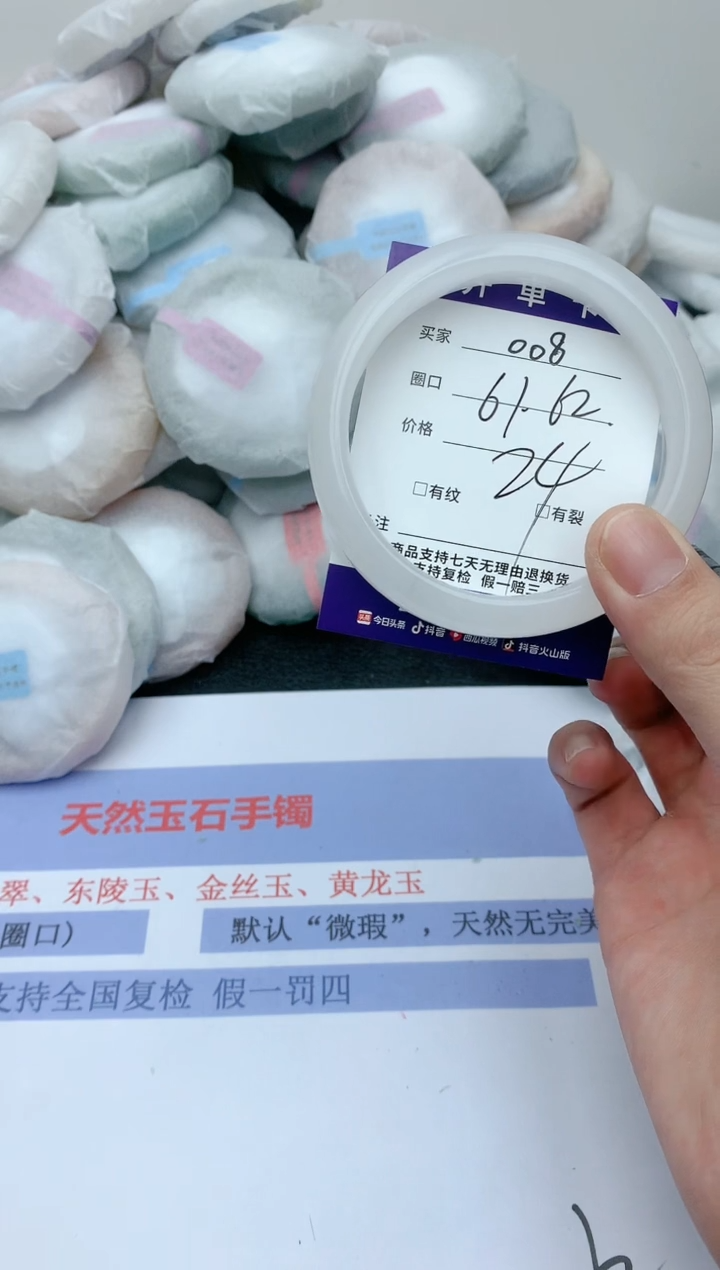 开单卡
买家 008
圈口 61.62
价格 24
□有纹 □有裂
注
商品支持七天无理由退换货
支持复检 假一赔三
头条 今日头条 抖音 西瓜视频 抖音火山版
天然玉石手镯
翠、东陵玉、金丝玉、黄龙玉
圈口）
默认“微瑕”，天然无完美
支持全国复检 假一罚四